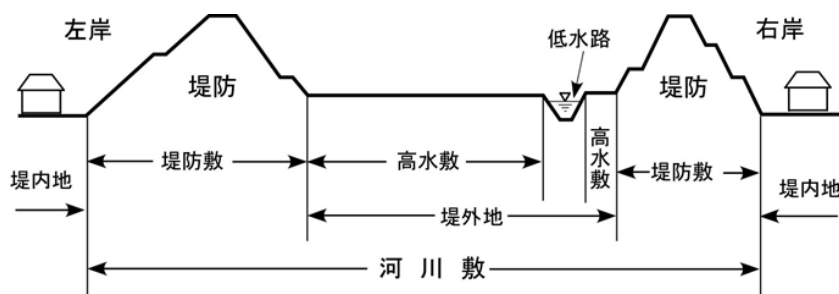 左岸
低水路
右岸
堤防
堤防
堤防敷
高水敷
高水敷
堤防敷
堤内地
堤外地
堤内地
河川敷